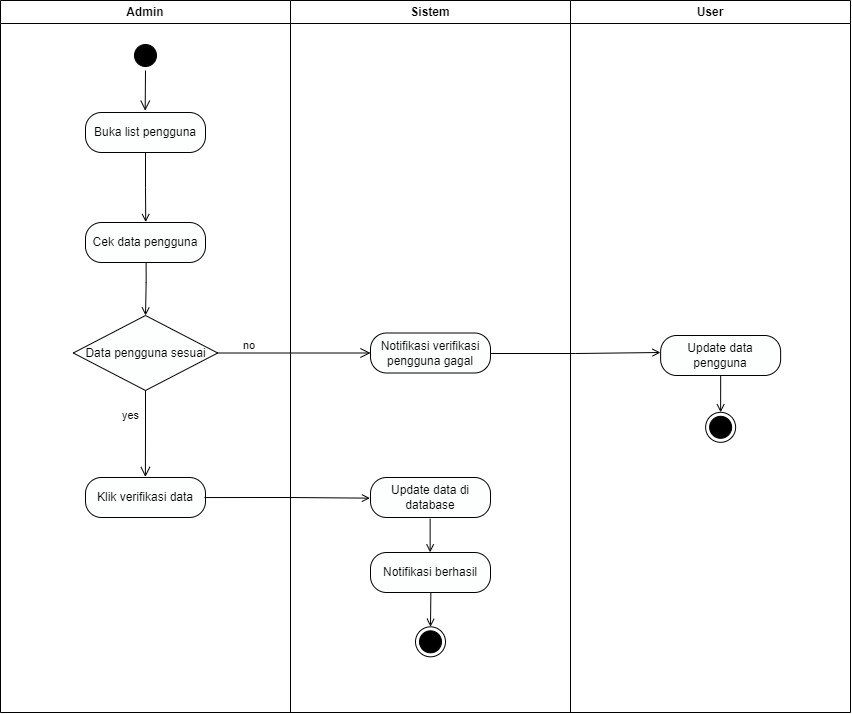 Admin
Sistem
User
Buka list pengguna
Cek data pengguna
Data pengguna sesuai
no
Notifikasi verifikasi
pengguna gagal
Update data
pengguna
yes
Klik verifikasi data
Update data di
database
Notifikasi berhasil